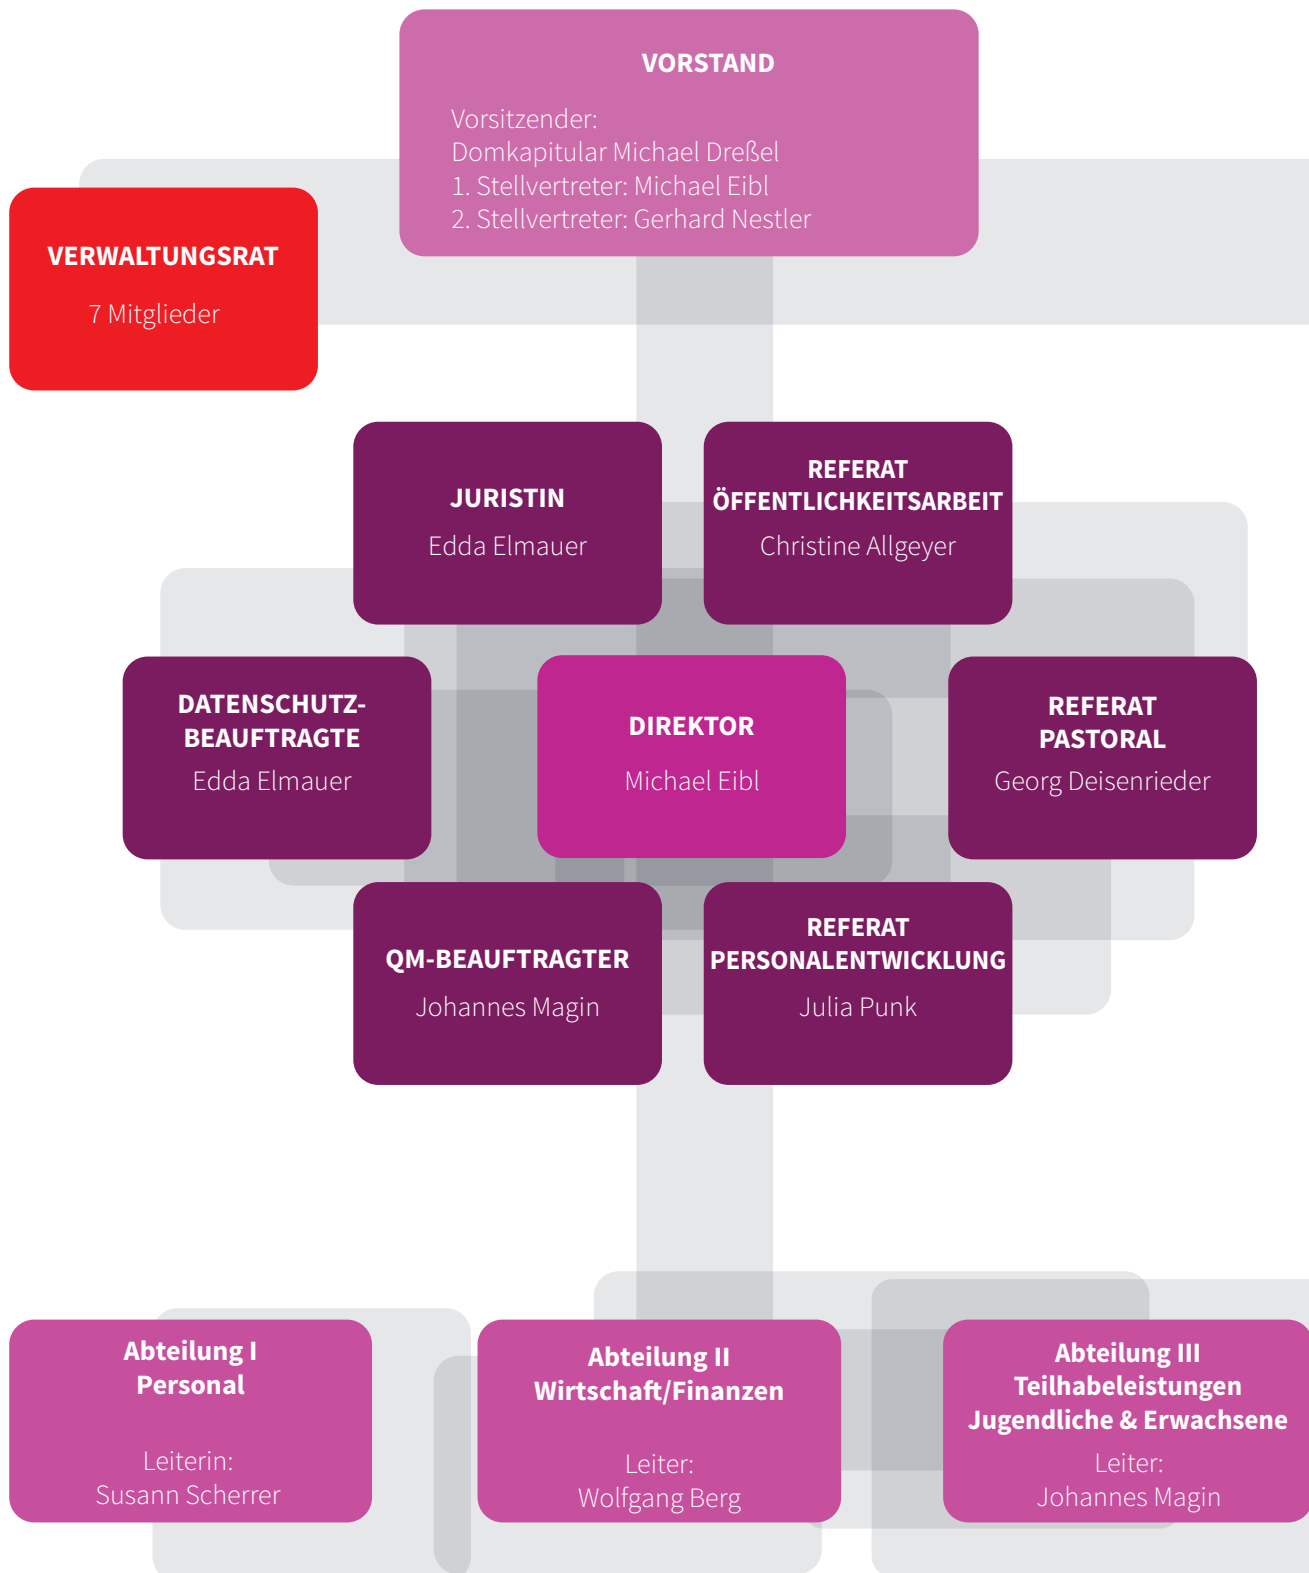 VORSTAND
Vorsitzender:
Domkapitular Michael Dreßel
1. Stellvertreter: Michael Eibl
2. Stellvertreter: Gerhard Nestler
VERWALTUNGSRAT
7 Mitglieder
JURISTIN
Edda Elmauer
REFERAT
ÖFFENTLICHKEITSARBEIT
Christine Allgeyer
DATENSCHUTZ-
BEAUFTRAGTE
Edda Elmauer
DIREKTOR
Michael Eibl
REFERAT
PASTORAL
Georg Deisenrieder
QM-BEAUFTRAGTER
Johannes Magin
REFERAT
PERSONALENTWICKLUNG
Julia Punk
Abteilung I
Personal
Leiterin:
Susann Scherrer
Abteilung II
Wirtschaft/Finanzen
Leiter:
Wolfgang Berg
Abteilung III
Teilhabeleistungen
Jugendliche & Erwachsene
Leiter:
Johannes Magin